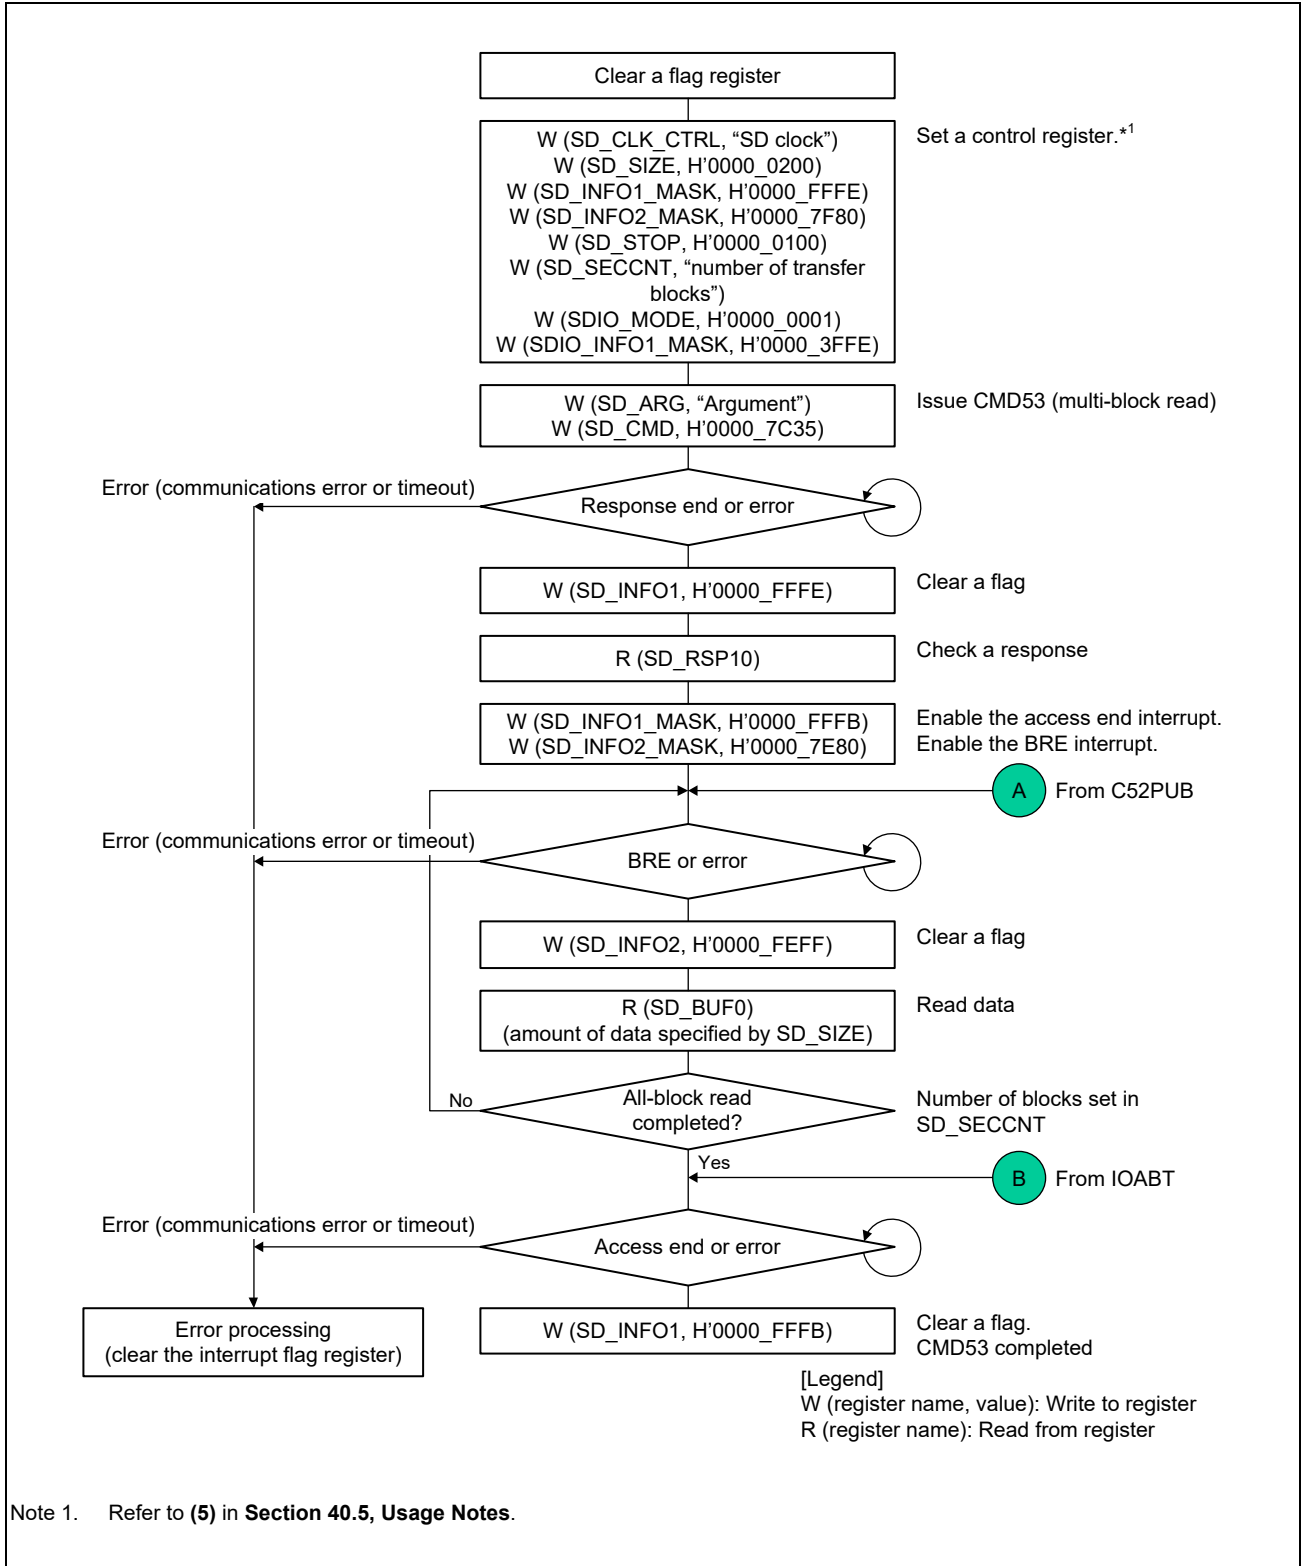 Clear a flag register
W (SD_CLK_CTRL, “SD clock”)
W (SD_SIZE, H’0000_0200)
W (SD_INFO1_MASK, H’0000_FFFE)
W (SD_INFO2_MASK, H’0000_7F80)
W (SD_STOP, H’0000_0100)
W (SD_SECCNT, “number of transfer
blocks”)
W (SDIO_MODE, H’0000_0001)
W (SDIO_INFO1_MASK, H’0000_3FFE)
Set a control register.*1
W (SD_ARG, “Argument”)
W (SD_CMD, H’0000_7C35)
Issue CMD53 (multi-block read)
Error (communications error or timeout)
Response end or error
W (SD_INFO1, H’0000_FFFE)
Clear a flag
R (SD_RSP10)
Check a response
W (SD_INFO1_MASK, H’0000_FFFB)
W (SD_INFO2_MASK, H’0000_7E80)
Enable the access end interrupt.
Enable the BRE interrupt.
A
From C52PUB
Error (communications error or timeout)
BRE or error
W (SD_INFO2, H’0000_FEFF)
Clear a flag
R (SD_BUF0)
(amount of data specified by SD_SIZE)
Read data
No
All-block read
completed?
Number of blocks set in
SD_SECCNT
Yes
B
From IOABT
Error (communications error or timeout)
Access end or error
Error processing
(clear the interrupt flag register)
W (SD_INFO1, H’0000_FFFB)
Clear a flag.
CMD53 completed
[Legend]
W (register name, value): Write to register
R (register name): Read from register
Note 1. Refer to (5) in Section 40.5, Usage Notes.